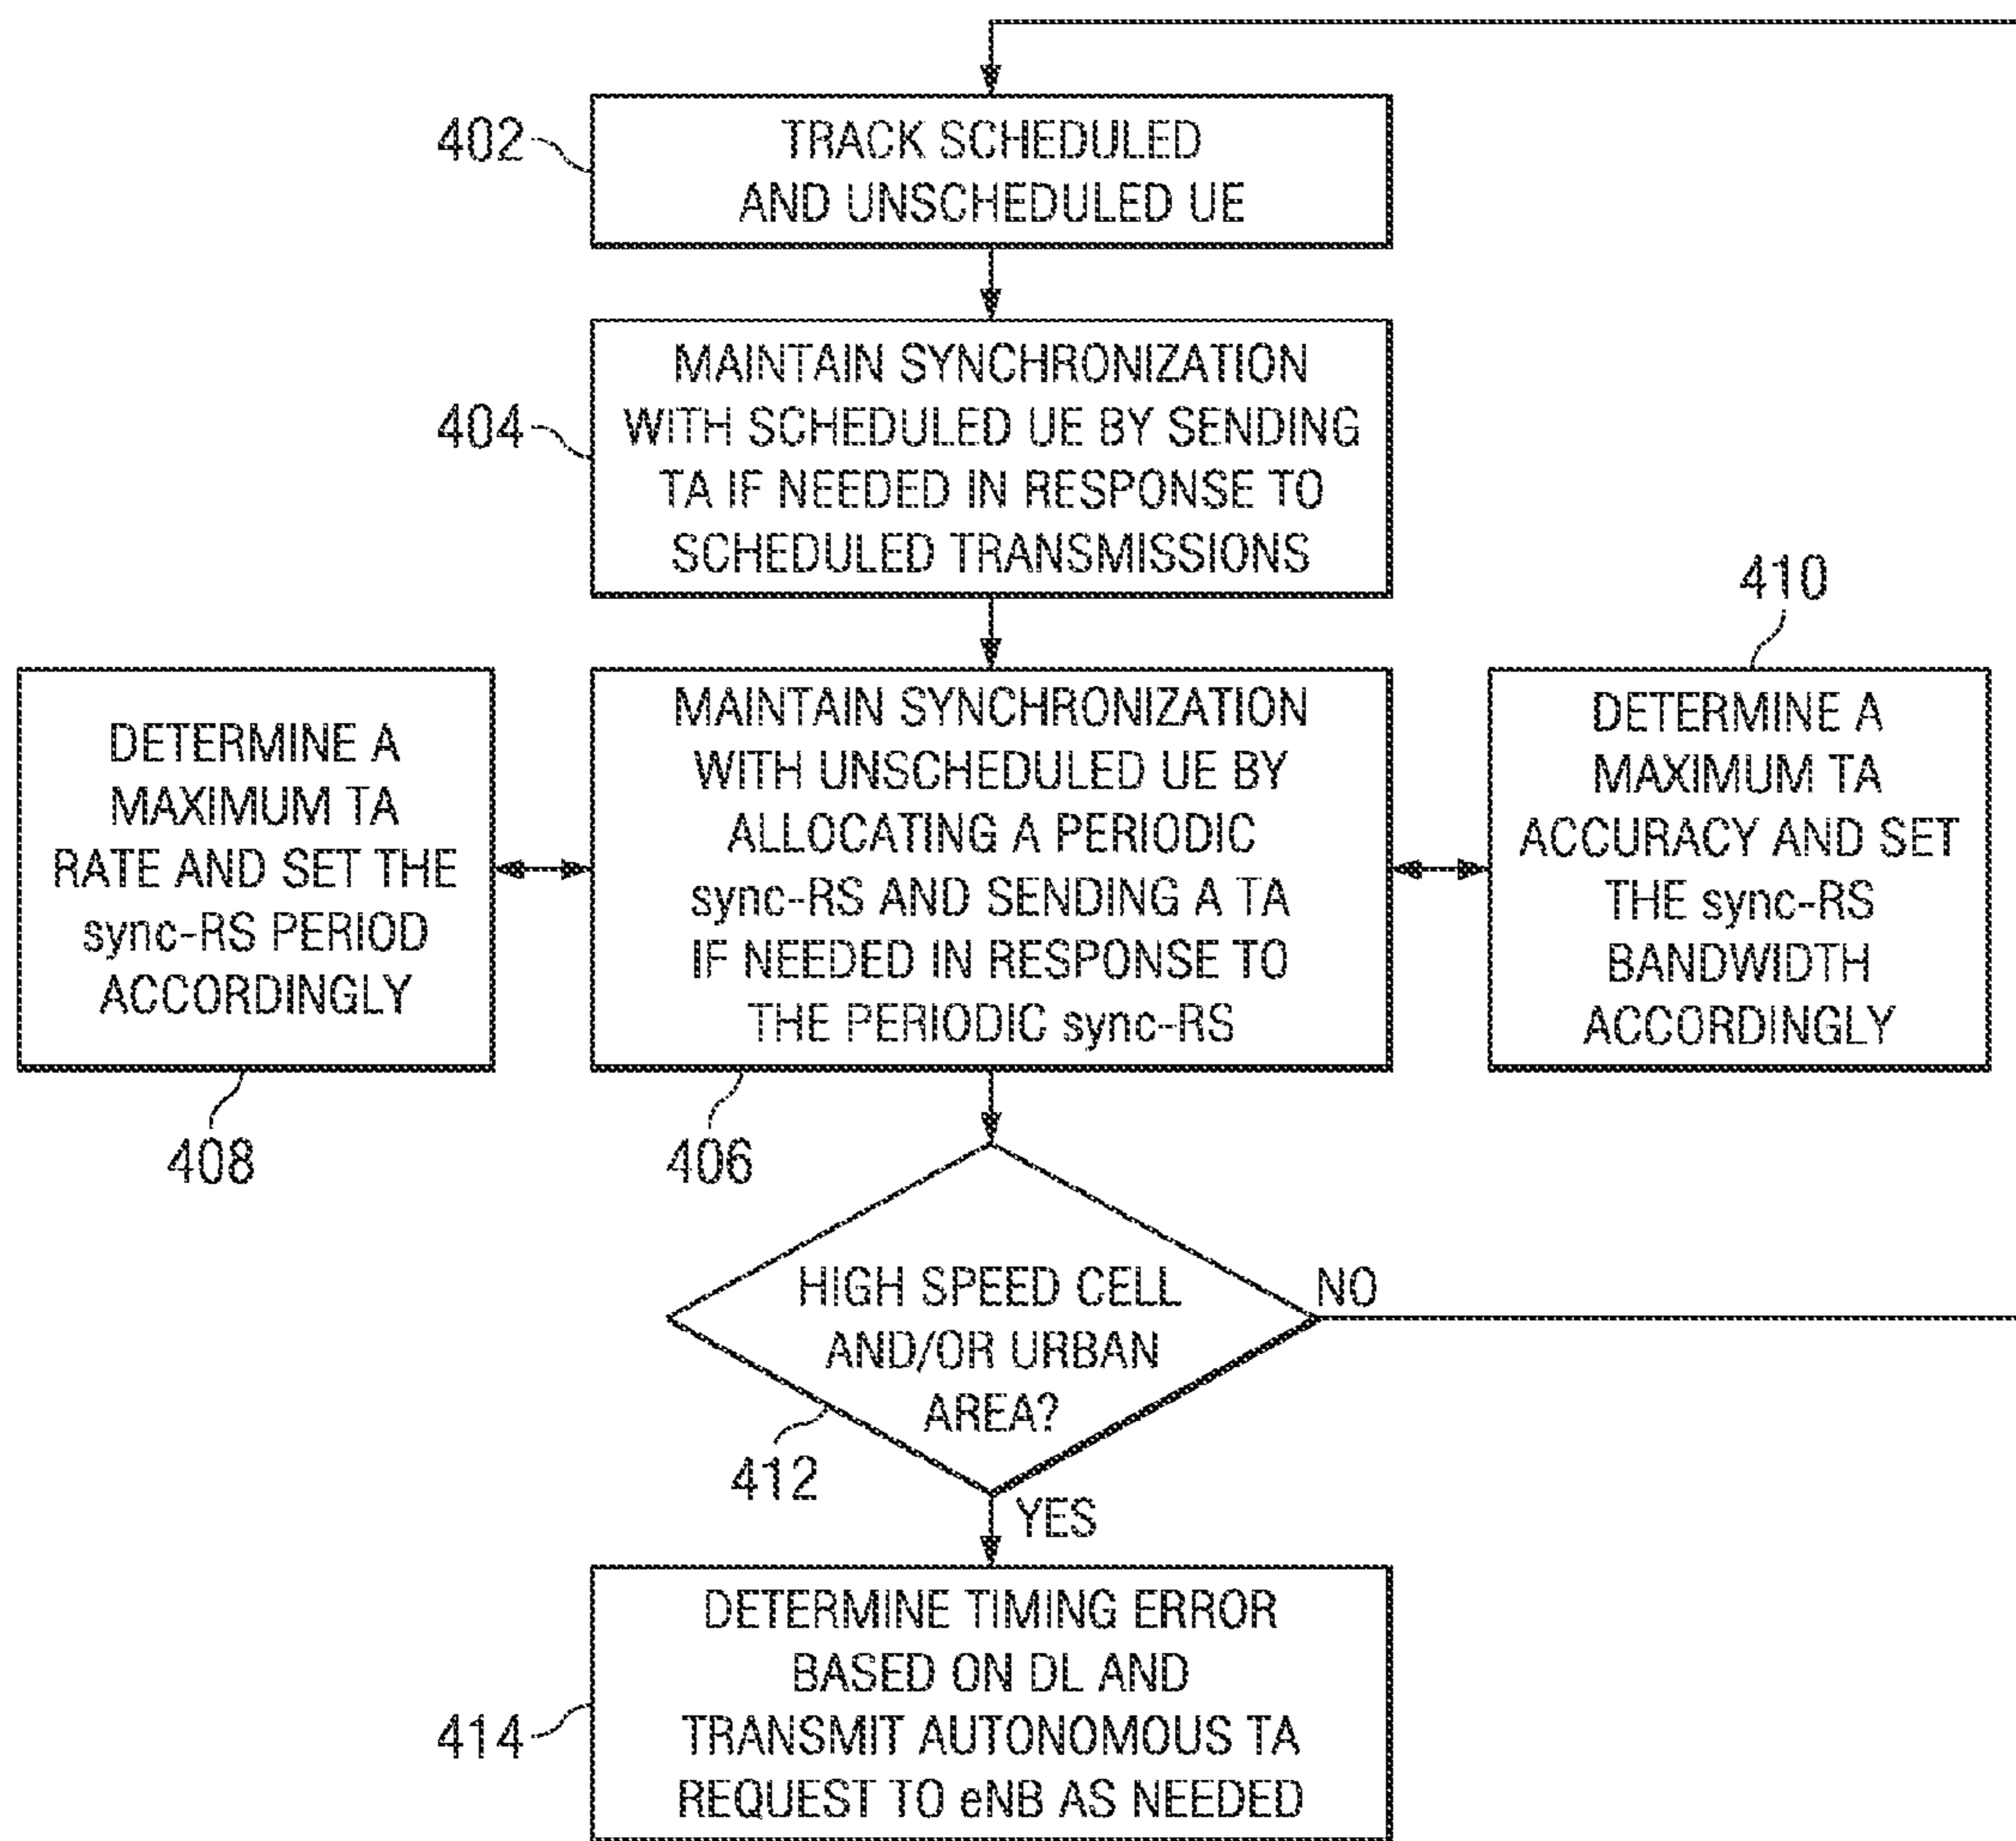 402
TRACK SCHEDULED
AND UNSCHEDULED UE
404
MAINTAIN SYNCHRONIZATION
WITH SCHEDULED UE BY SENDING
TA IF NEEDED IN RESPONSE TO
SCHEDULED TRANSMISSIONS
DETERMINE A
MAXIMUM TA
RATE AND SET THE
sync-RS PERIOD
ACCORDINGLY
408
MAINTAIN SYNCHRONIZATION
WITH UNSCHEDULED UE BY
ALLOCATING A PERIODIC
sync-RS AND SENDING A TA
IF NEEDED IN RESPONSE TO
THE PERIODIC sync-RS
406
410
DETERMINE A
MAXIMUM TA
ACCURACY AND SET
THE sync-RS
BANDWIDTH
ACCORDINGLY
HIGH SPEED CELL
AND/OR URBAN
AREA?
412
NO
YES
414
DETERMINE TIMING ERROR
BASED ON DL AND
TRANSMIT AUTONOMOUS TA
REQUEST TO eNB AS NEEDED